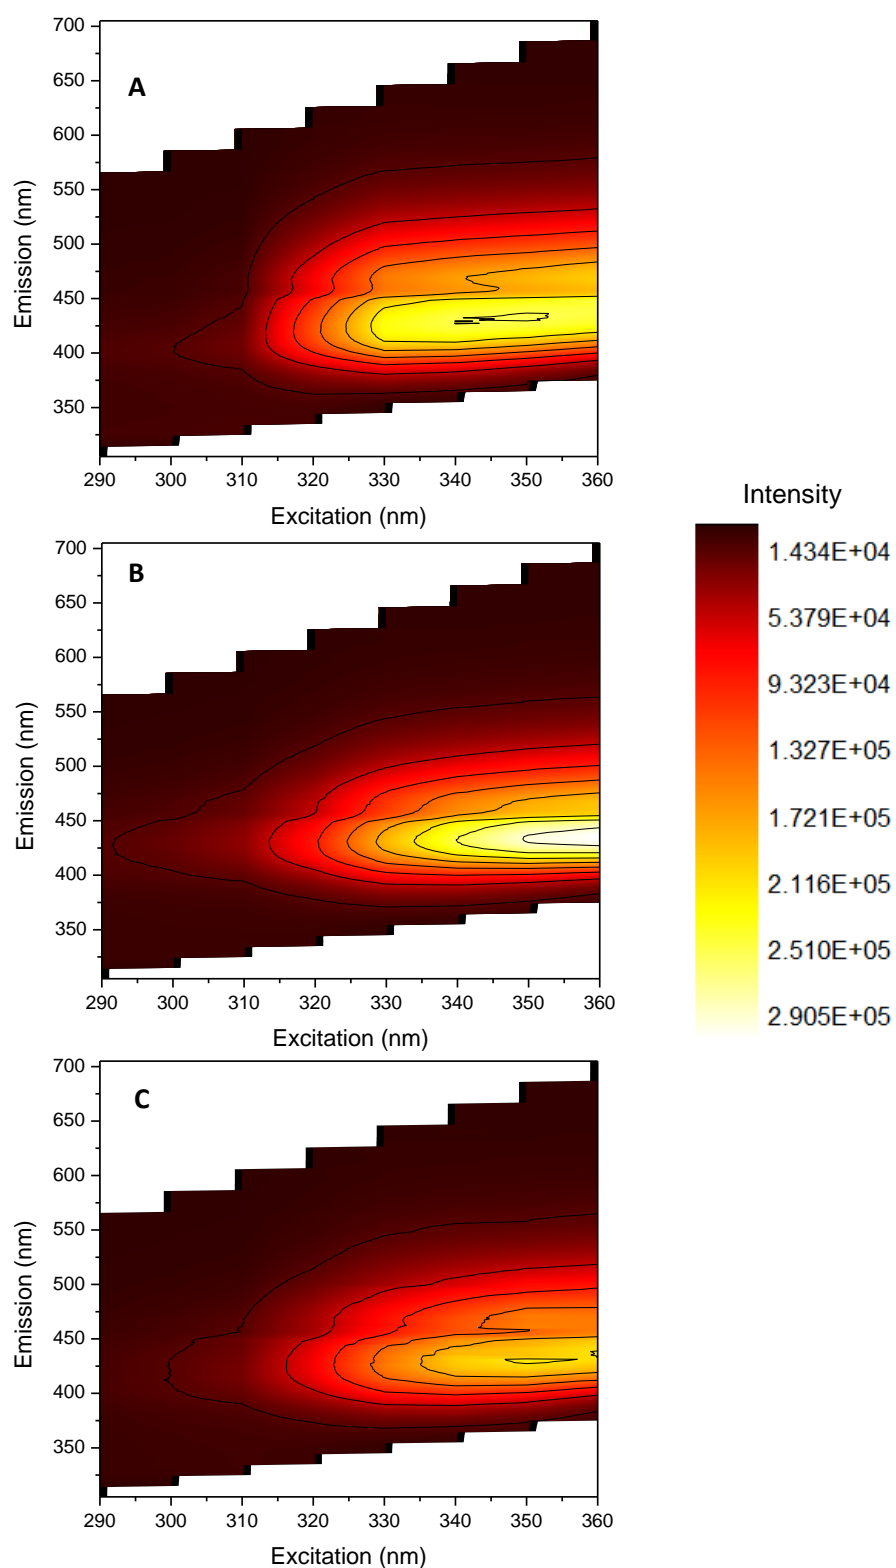 A
700
650
600
550
500
450
400
350
Emission (nm)
290 300 310 320 330 340 350 360
Excitation (nm)
B
700
650
600
550
500
450
400
350
Emission (nm)
290 300 310 320 330 340 350 360
Excitation (nm)
Intensity
1.434E+04
5.379E+04
9.323E+04
1.327E+05
1.721E+05
2.116E+05
2.510E+05
2.905E+05
C
700
650
600
550
500
450
400
350
Emission (nm)
290 300 310 320 330 340 350 360
Excitation (nm)